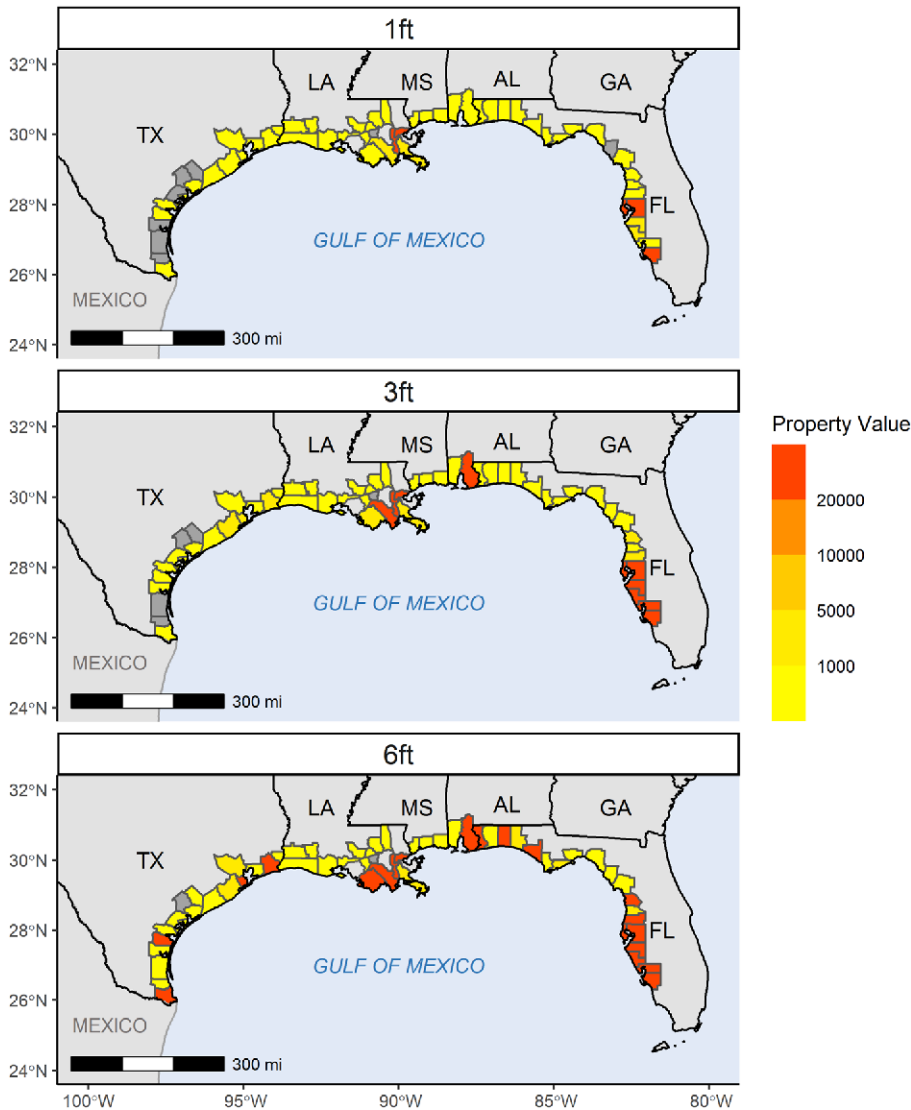 1ft
32°N
LA
MS
AL
GA
TX
30°N
28°N
FL
GULF OF MEXICO
26°N
MEXICO
300 mi
24°N
3ft
32°N
LA
MS
AL
GA
Property Value
TX
30°N
20000
28°N
FL
10000
GULF OF MEXICO
5000
26°N
MEXICO
1000
300 mi
24°N
6ft
32°N
LA
MS
AL
GA
TX
30°N
28°N
FL
GULF OF MEXICO
26°N
MEXICO
300 mi
24°N
100°W
95°W
90°W
85°W
80°W